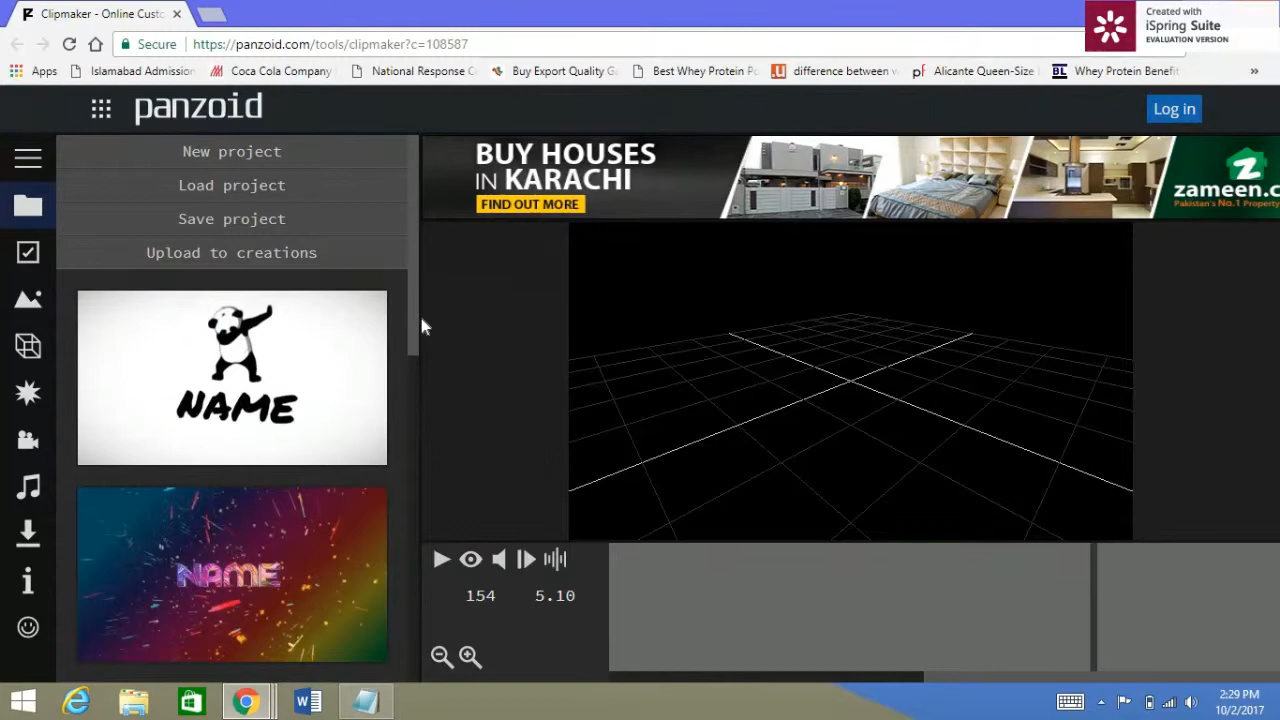 Clipmaker - Online Custo
Created with
iSpring Suite
EVALUATION VERSION
Secure
https://panzoid.com/tools/clipmaker?c=108587
Apps
Islamabad Admission
Coca Cola Company
National Response C
Buy Export Quality Ga
Best Whey Protein Po
difference between w
Alicante Queen-Size
BL
Whey Protein Benefit
»
panzoid
Log in
New project
Load project
Save project
Upload to creations
BUY HOUSES
IN KARACHI
FIND OUT MORE
zameen.c
Pakistan's No.1 Property
NAME
NAME
154
5.10
2:29 PM
10/2/2017